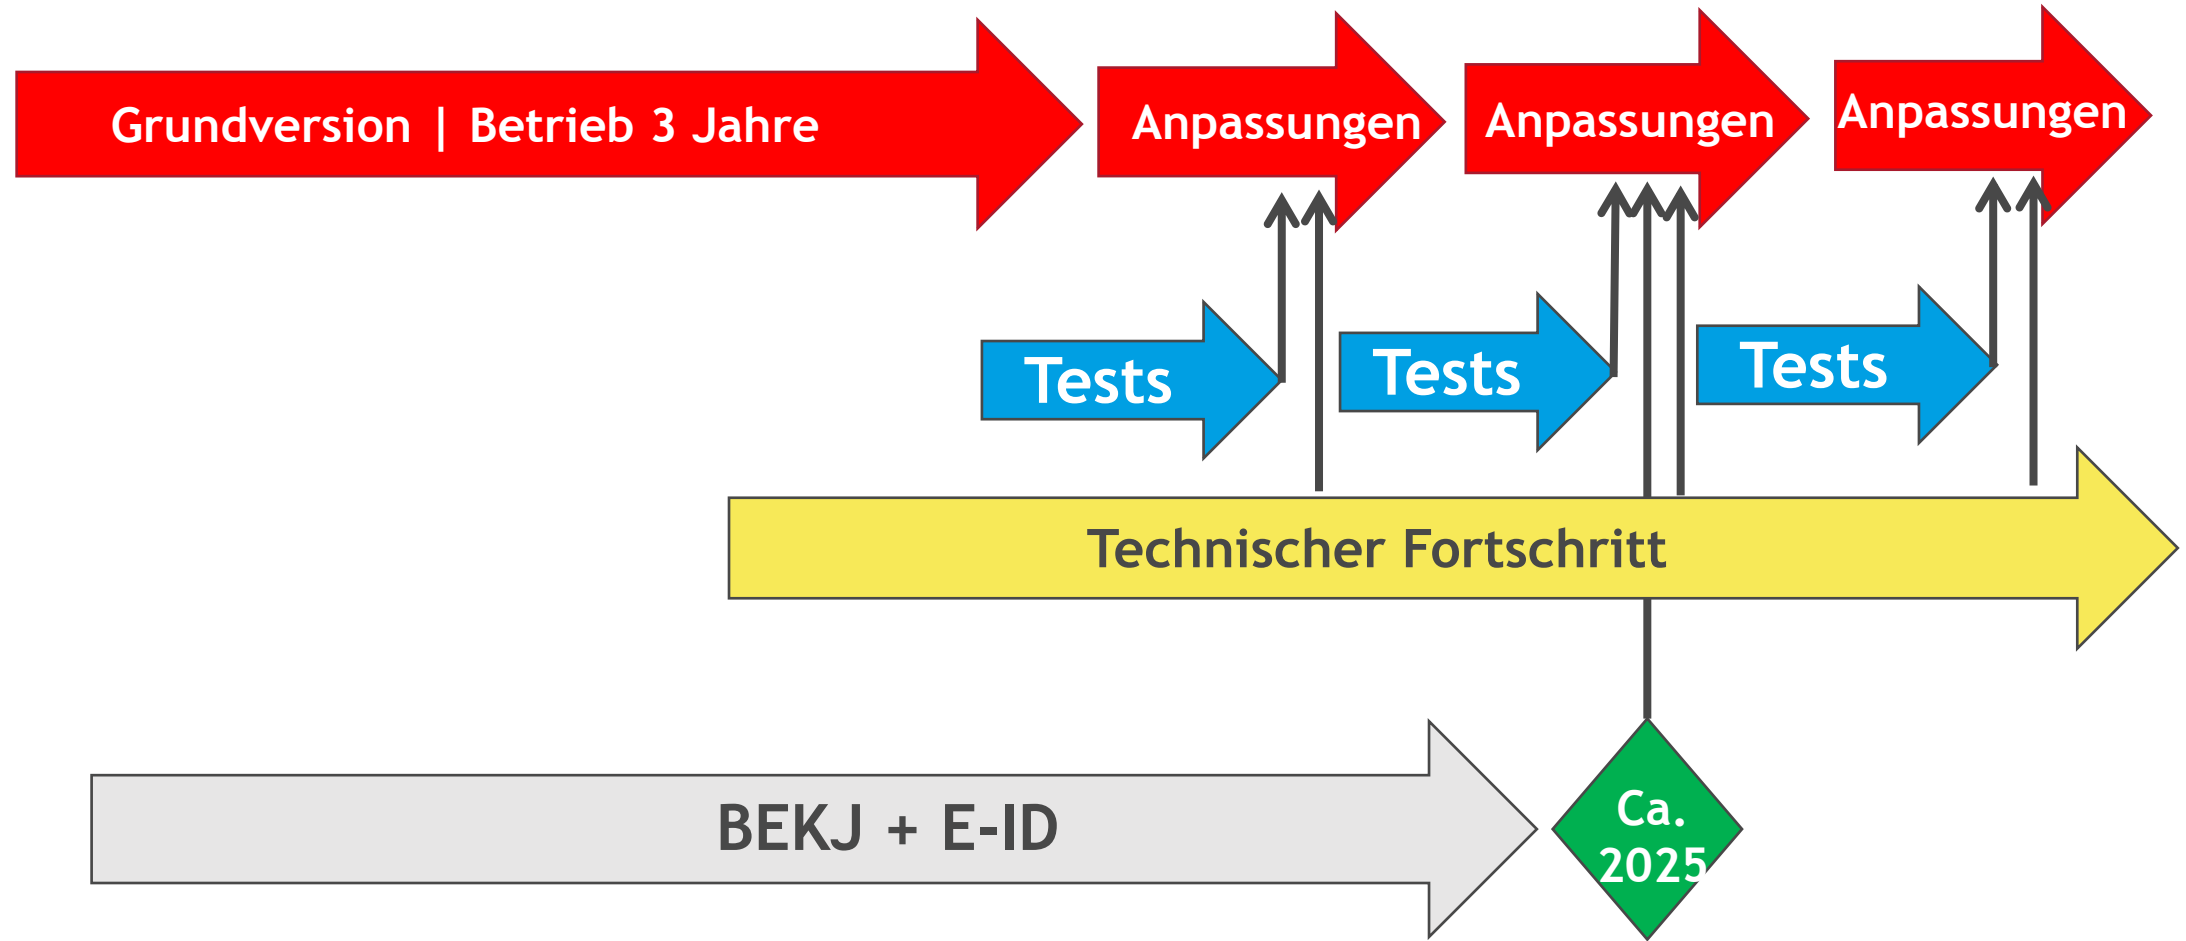 Grundversion | Betrieb 3 Jahre
Anpassungen
Anpassungen
Anpassungen
Tests
Tests
Tests
Technischer Fortschritt
BEKJ + E-ID
Ca.
2025